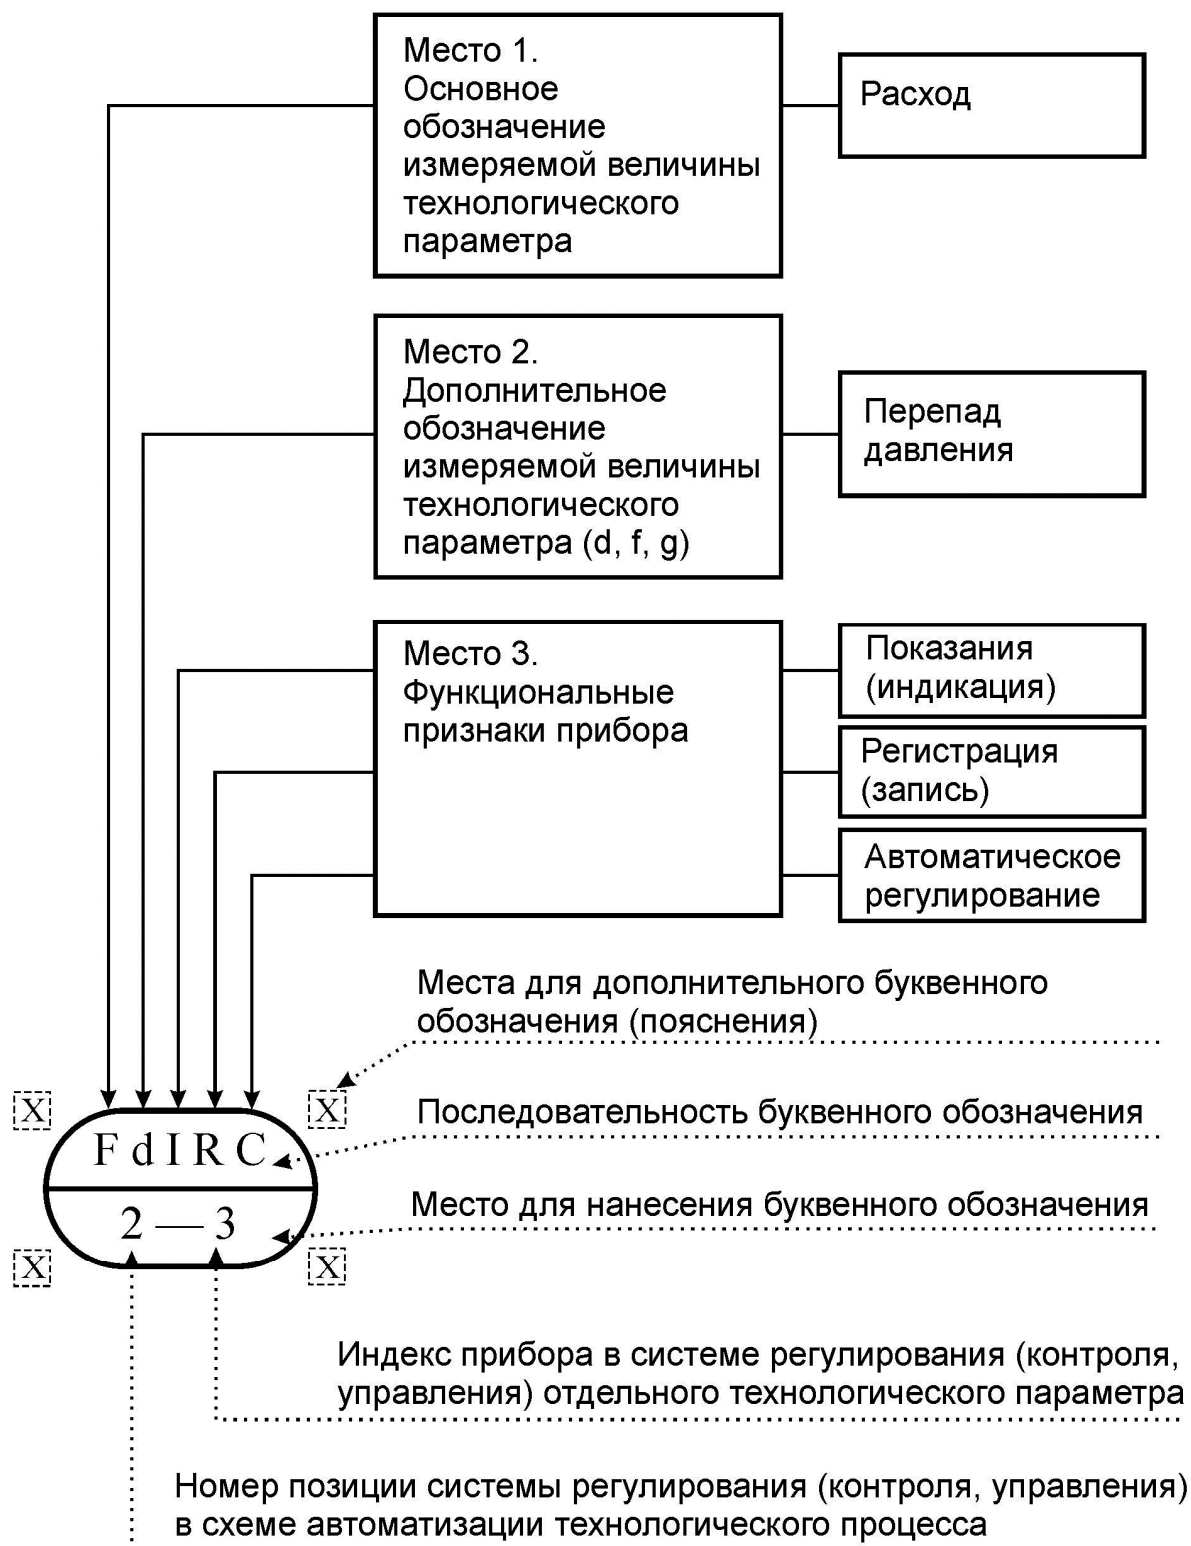 Место 1.
Основное
обозначение
измеряемой величины
технологического
параметра
Расход
Место 2.
Дополнительное
обозначение
измеряемой величины
технологического
параметра (d, f, g)
Перепад
давления
Место 3.
Функциональные
признаки прибора
Показания
(индикация)
Регистрация
(запись)
Автоматическое
регулирование
Места для дополнительного буквенного
обозначения (пояснения)
X
X
F d I R C
Последовательность буквенного обозначения
2 — 3
Место для нанесения буквенного обозначения
X
X
Индекс прибора в системе регулирования (контроля,
управления) отдельного технологического параметра
Номер позиции системы регулирования (контроля, управления)
в схеме автоматизации технологического процесса